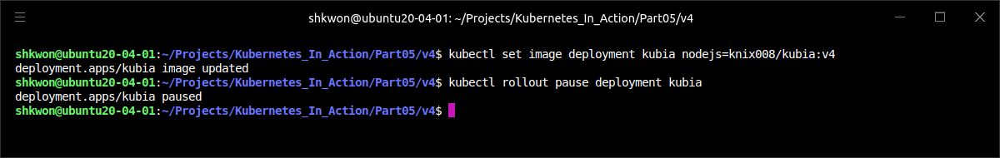 shkwon@ubuntu20-04-01: ~/Projects/Kubernetes_In_Action/Part05/v4
shkwon@ubuntu20-04-01:~/Projects/Kubernetes_In_Action/Part05/v4$ kubectl set image deployment kubia nodejs=knix008/kubia:v4
deployment.apps/kubia image updated
shkwon@ubuntu20-04-01:~/Projects/Kubernetes_In_Action/Part05/v4$ kubectl rollout pause deployment kubia
deployment.apps/kubia paused
shkwon@ubuntu20-04-01:~/Projects/Kubernetes_In_Action/Part05/v4$